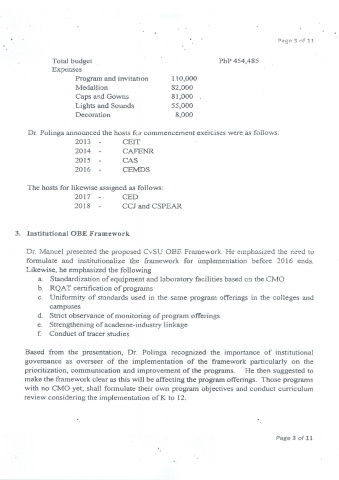 Page 5 of 11
Total budget PhP 454,485
Expenses
Program and invitation 110,000
Medallion 82,000
Caps and Gowns 81,000
Lights and Sounds 55,000
Decoration 8,000
Dr. Polinga announced the hosts for commencement exercises were as follows:
2013 - CEIT
2014 - CAFENR
2015 - CAS
2016 - CEMDS
The hosts for likewise assigned as follows:
2017 - CED
2018 - CCJ and CSPEAR
3. Institutional OBE Framework
Dr. Mancel presented the proposed CvSU OBE Framework. He emphasized the need to
formulate and institutionalize the framework for implementation before 2016 ends.
Likewise, he emphasized the following
a. Standardization of equipment and laboratory facilities based on the CMO
b. RQAT certification of programs
c. Uniformity of standards used in the same program offerings in the colleges and
campuses
d. Strict observance of monitoring of program offerings
e. Strengthening of academe-industry linkage
f. Conduct of tracer studies
Based from the presentation, Dr. Polinga recognized the importance of institutional
governance as overseer of the implementation of the framework particularly on the
prioritization, communication and improvement of the programs. He then suggested to
make the framework clear as this will be affecting the program offerings. Those programs
with no CMO yet, shall formulate their own program objectives and conduct curriculum
review considering the implementation of K to 12.
Page 5 of 11